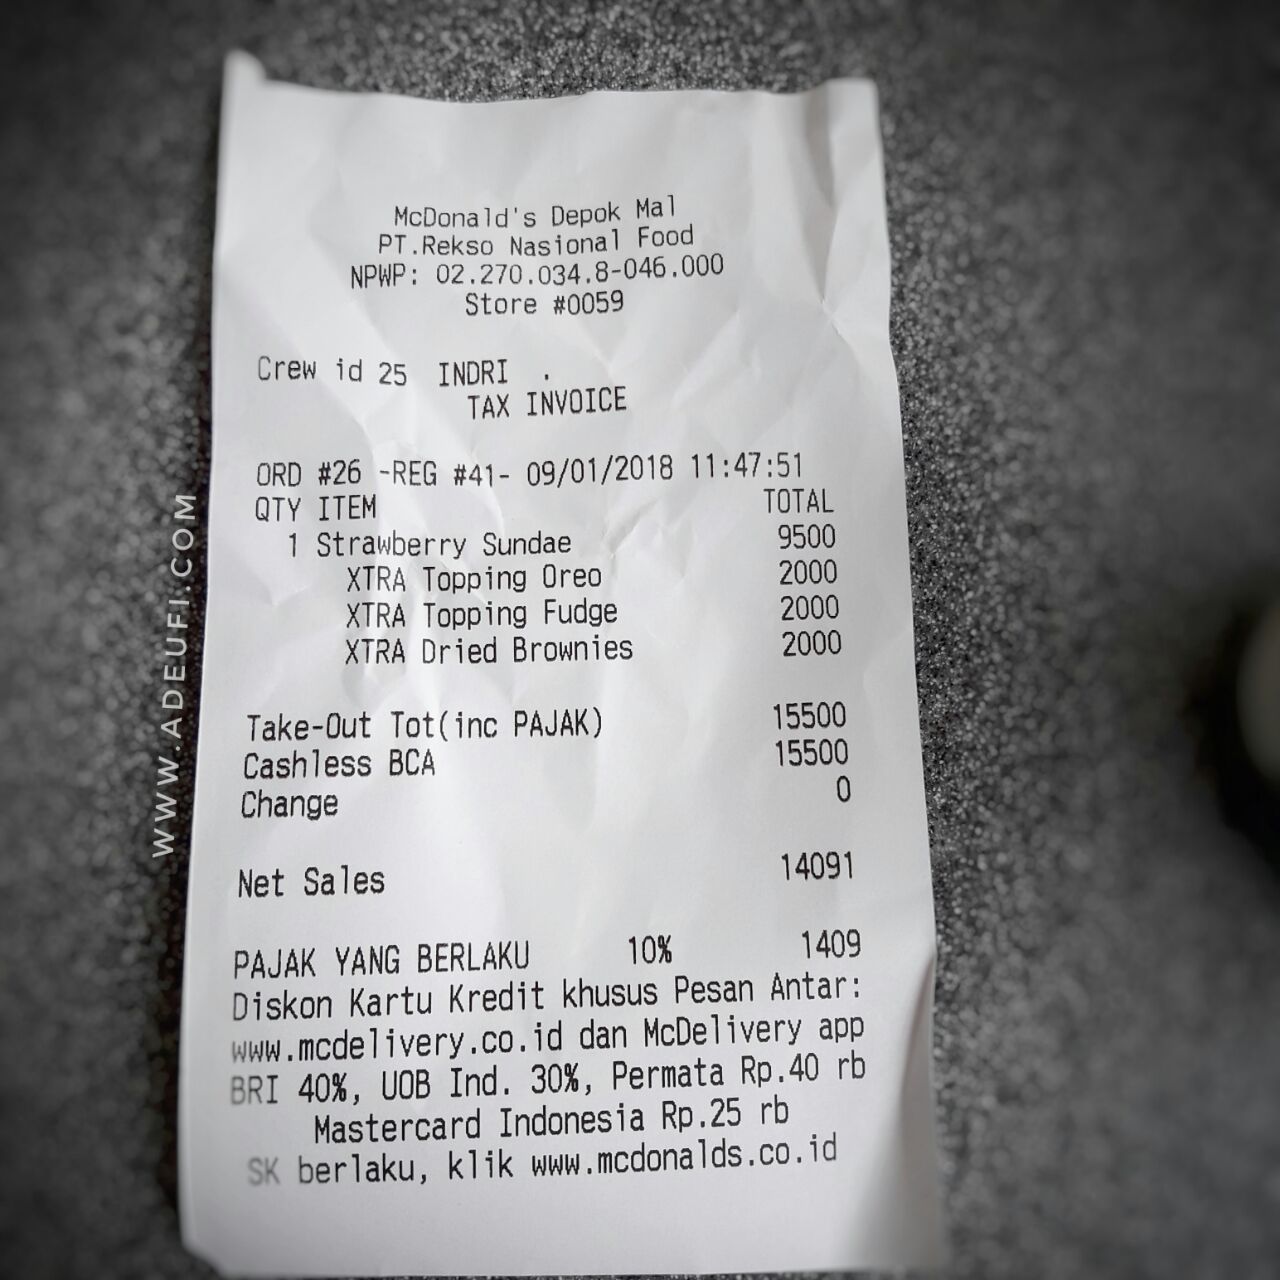 McDonald's Depok Mal
PT.Rekso Nasional Food
NPWP: 02.270.034.8-046.000
Store #0059
Crew id 25 INDRI .
TAX INVOICE
ORD #26 -REG #41- 09/01/2018 11:47:51
QTY ITEM TOTAL
1 Strawberry Sundae 9500
XTRA Topping Oreo 2000
XTRA Topping Fudge 2000
XTRA Dried Brownies 2000
Take-Out Tot(inc PAJAK) 15500
Cashless BCA 15500
Change 0
Net Sales 14091
PAJAK YANG BERLAKU 10% 1409
Diskon Kartu Kredit khusus Pesan Antar:
www.mcdelivery.co.id dan McDelivery app
BRI 40%, UOB Ind. 30%, Permata Rp.40 rb
Mastercard Indonesia Rp.25 rb
SK berlaku, klik www.mcdonalds.co.id
WWW.ADEUFI.COM